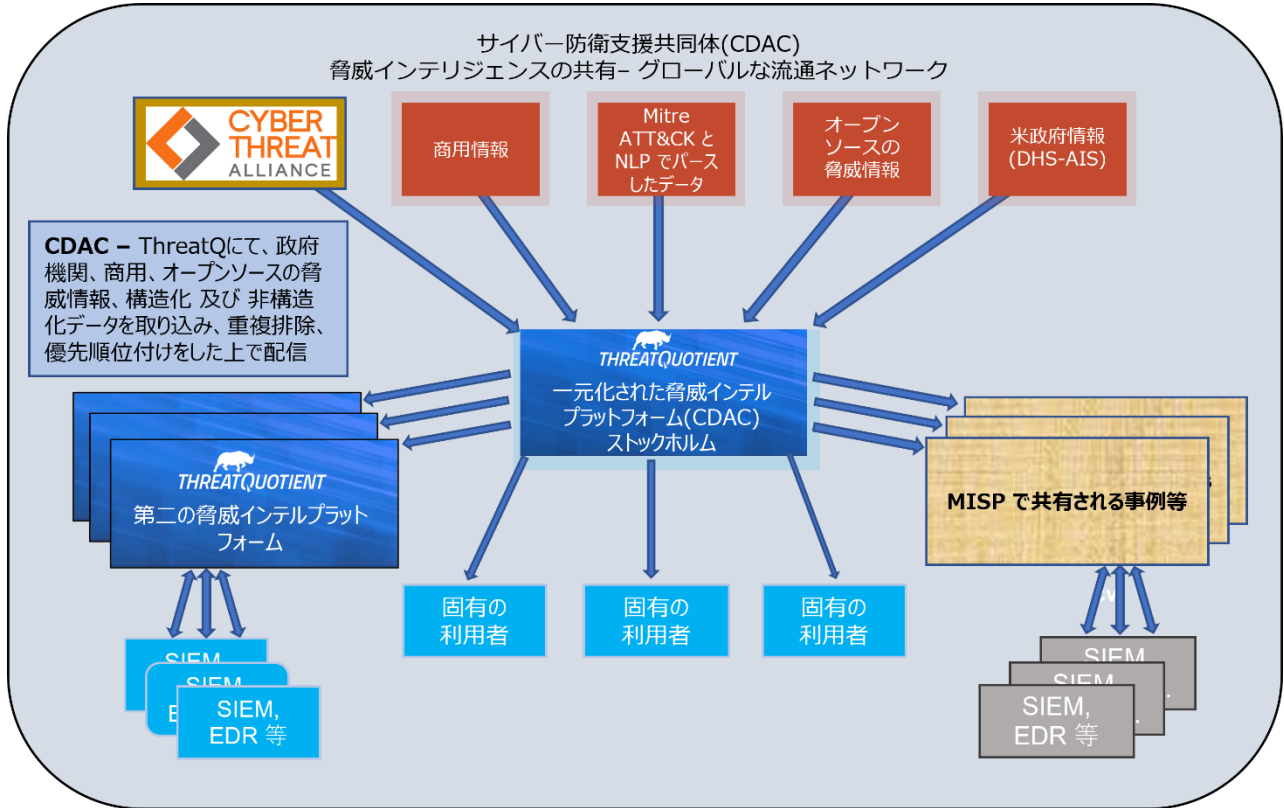 サイバー防衛支援共同体(CDAC)
脅威インテリジェンスの共有– グローバルな流通ネットワーク
CYBER
THREAT
ALLIANCE
商用情報
Mitre
ATT&CK と
NLP でパース
したデータ
オープン
ソースの
脅威情報
米政府情報
(DHS-AIS)
CDAC – ThreatQにて、政府
機関、商用、オープンソースの脅
威情報、構造化 及び 非構造
化データを取り込み、重複排除、
優先順位付けをした上で配信
THREATQUOTIENT
一元化された脅威インテル
プラットフォーム(CDAC)
ストックホルム
THREATQUOTIENT
第二の脅威インテルプラット
フォーム
MISP で共有される事例等
固有の
利用者
固有の
利用者
固有の
利用者
SIEM,
SIEM,
E
SIEM,
EDR 等
SIEM,
SIEM,
SIEM,
EDR 等